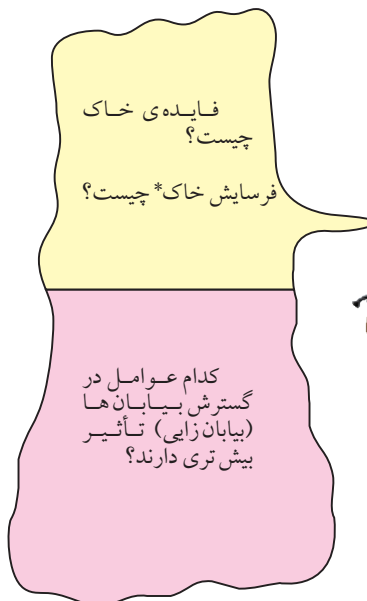 فایده‌ی خاک
چیست؟
فرسایش خاک* چیست؟
کدام عوامل در
گسترش بیابان‌ها
(بیابان‌زایی) تأثیر
بیش‌تری دارند؟